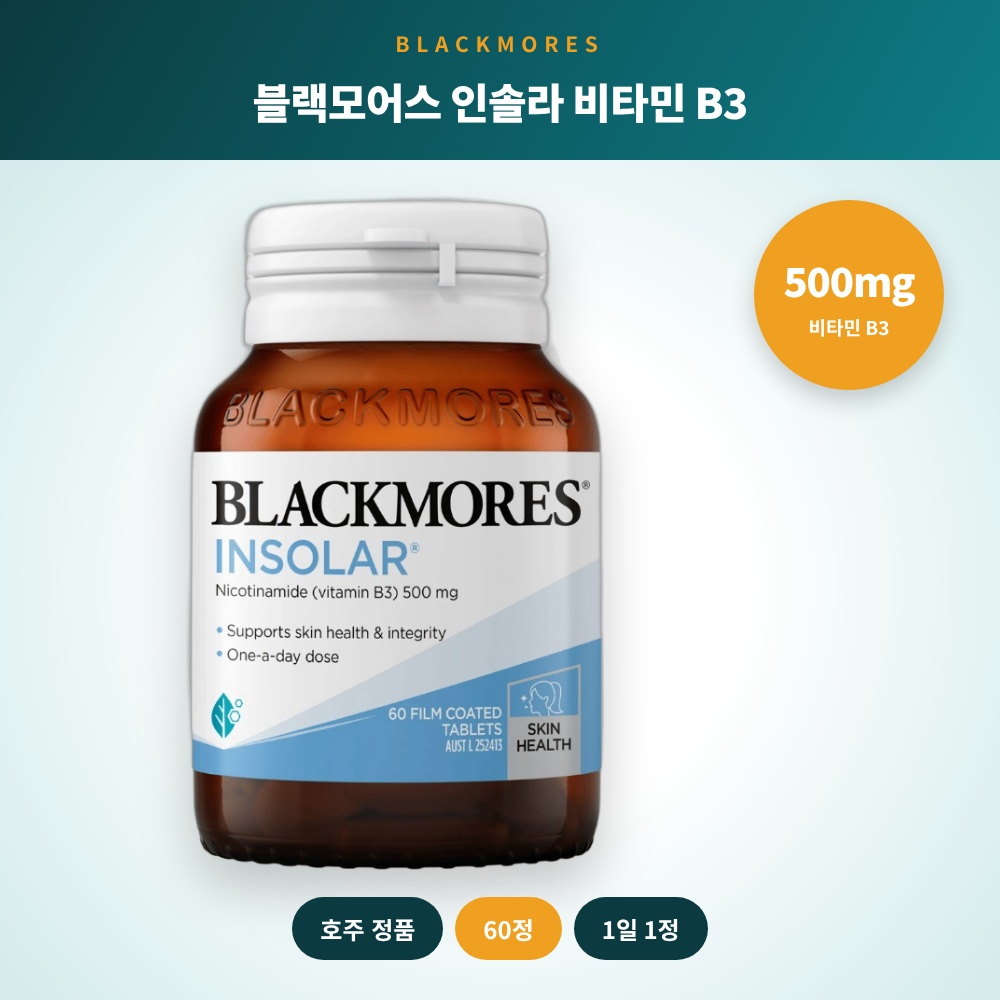 BLACKMORES
블랙모어스 인솔라 비타민 B3
500mg
비타민 B3
BLACKMORES
BLACKMORES®
INSOLAR®
Nicotinamide (vitamin B3) 500 mg
• Supports skin health & integrity
• One-a-day dose
60 FILM COATED
TABLETS
AUST L 252413
SKIN
HEALTH
호주 정품
60정
1일 1정